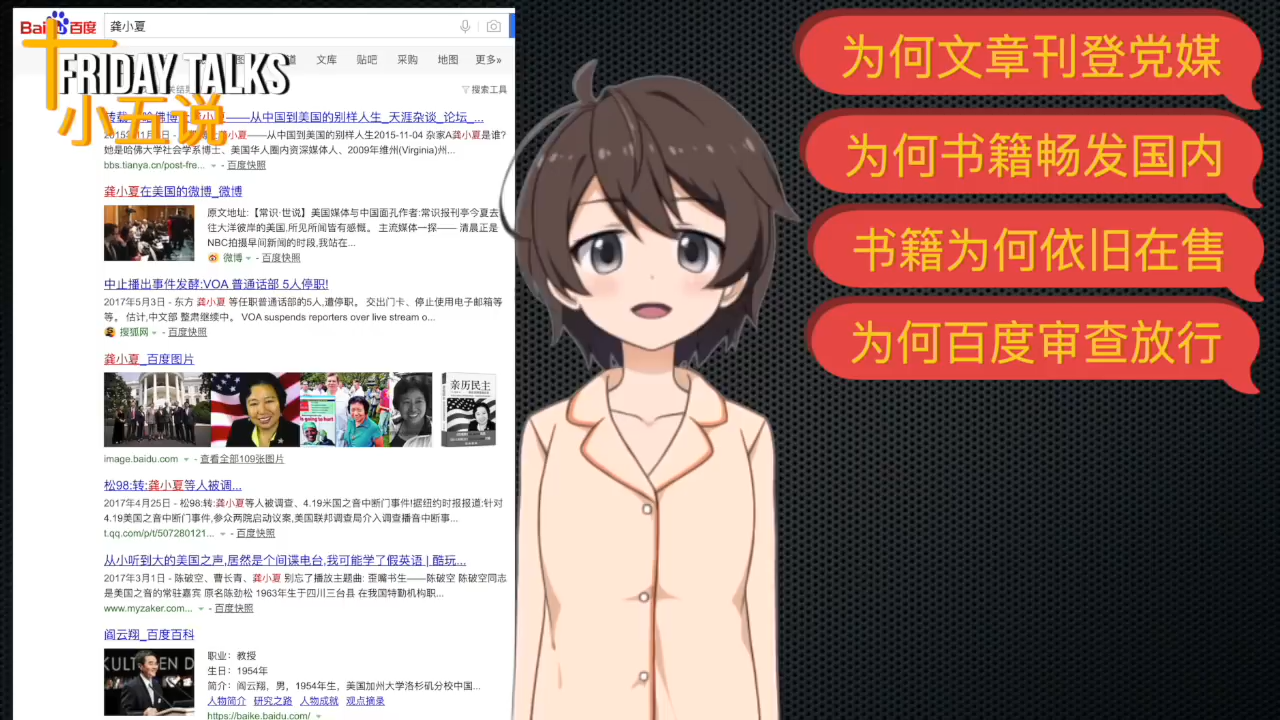 Bai百度
龚小夏
文库 贴吧 采购 地图 更多»
FRIDAY TALKS
小五说
搜索工具
——从中国到美国的别样人生_天涯杂谈_论坛_...
——从中国到美国的别样人生2015-11-04 杂家A龚小夏是谁?
她是哈佛大学社会学系博士、美国华人圈内资深媒体人、2009年维州(Virginia)州...
bbs.tianya.cn/post-fre... - 百度快照
龚小夏在美国的微博_微博
原文地址:【常识·世说】美国媒体与中国面孔作者:常识报刊亭今夏去
往大洋彼岸的美国,所见所闻皆有感慨。 主流媒体一探—— 清晨正是
NBC拍摄早间新闻的时段,我站在...
微博 - 百度快照
中止播出事件发酵:VOA 普通话部 5人停职!
2017年5月3日 - 东方 龚小夏 等任职普通话部的5人,遭停职。 交出门卡、停止使用电子邮箱等
等。 估计,中文部 整肃继续中。 VOA suspends reporters over live stream o...
搜狐网 - 百度快照
龚小夏_百度图片
亲历民主
image.baidu.com - 查看全部109张图片
松98:转:龚小夏等人被调...
2017年4月25日 - 松98:转:龚小夏等人被调查、4.19米国之音中断门事件!据纽约时报报道:针对
4.19美国之音中断门事件,参众两院启动议案,美国联邦调查局介入调查播音中断事...
t.qq.com/p/t/507280121... - 百度快照
从小听到大的美国之声,居然是个间谍电台,我可能学了假英语 | 酷玩...
2017年3月1日 - 陈破空、曹长青、龚小夏 别忘了播放主题曲: 歪嘴书生——陈破空 陈破空同志
是美国之音的常驻嘉宾 原名陈劲松 1963年生于四川三台县 在我国特勤机构职...
www.myzaker.com... - 百度快照
阎云翔_百度百科
职业：教授
生日：1954年
简介：阎云翔，男，1954年生，美国加州大学洛杉矶分校中国...
人物简介 研究之路 人物成就 观点摘录
https://baike.baidu.com/
为何文章刊登党媒
为何书籍畅发国内
书籍为何依旧在售
为何百度审查放行